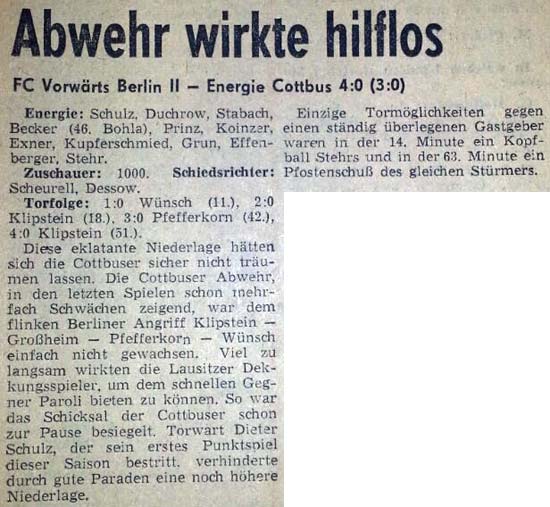 Abwehr wirkte hilflos
FC Vorwärts Berlin II — Energie Cottbus 4:0 (3:0)
Energie: Schulz, Duchrow, Stabach,
Becker (46. Bohla), Prinz, Koinzer,
Exner, Kupferschmied, Grun, Effen-
berger, Stehr.
Zuschauer: 1000. Schiedsrichter:
Scheurell, Dessow.
Torfolge: 1:0 Wünsch (11.), 2:0
Klipstein (18.), 3:0 Pfefferkorn (42.),
4:0 Klipstein (51.).
Diese eklatante Niederlage hätten
sich die Cottbuser sicher nicht träu-
men lassen. Die Cottbuser Abwehr,
in den letzten Spielen schon mehr-
fach Schwächen zeigend, war dem
flinken Berliner Angriff Klipstein —
Großheim — Pfefferkorn — Wünsch
einfach nicht gewachsen. Viel zu
langsam wirkten die Lausitzer Dek-
kungsspieler, um dem schnellen Geg-
ner Paroli bieten zu können. So war
das Schicksal der Cottbuser schon
zur Pause besiegelt. Torwart Dieter
Schulz, der sein erstes Punktspiel
dieser Saison bestritt. verhinderte
durch gute Paraden eine noch höhere
Niederlage.
Einzige Tormöglichkeiten gegen
einen ständig überlegenen Gastgeber
waren in der 14. Minute ein Kopf-
ball Stehrs und in der 63. Minute ein
Pfostenschuß des gleichen Stürmers.